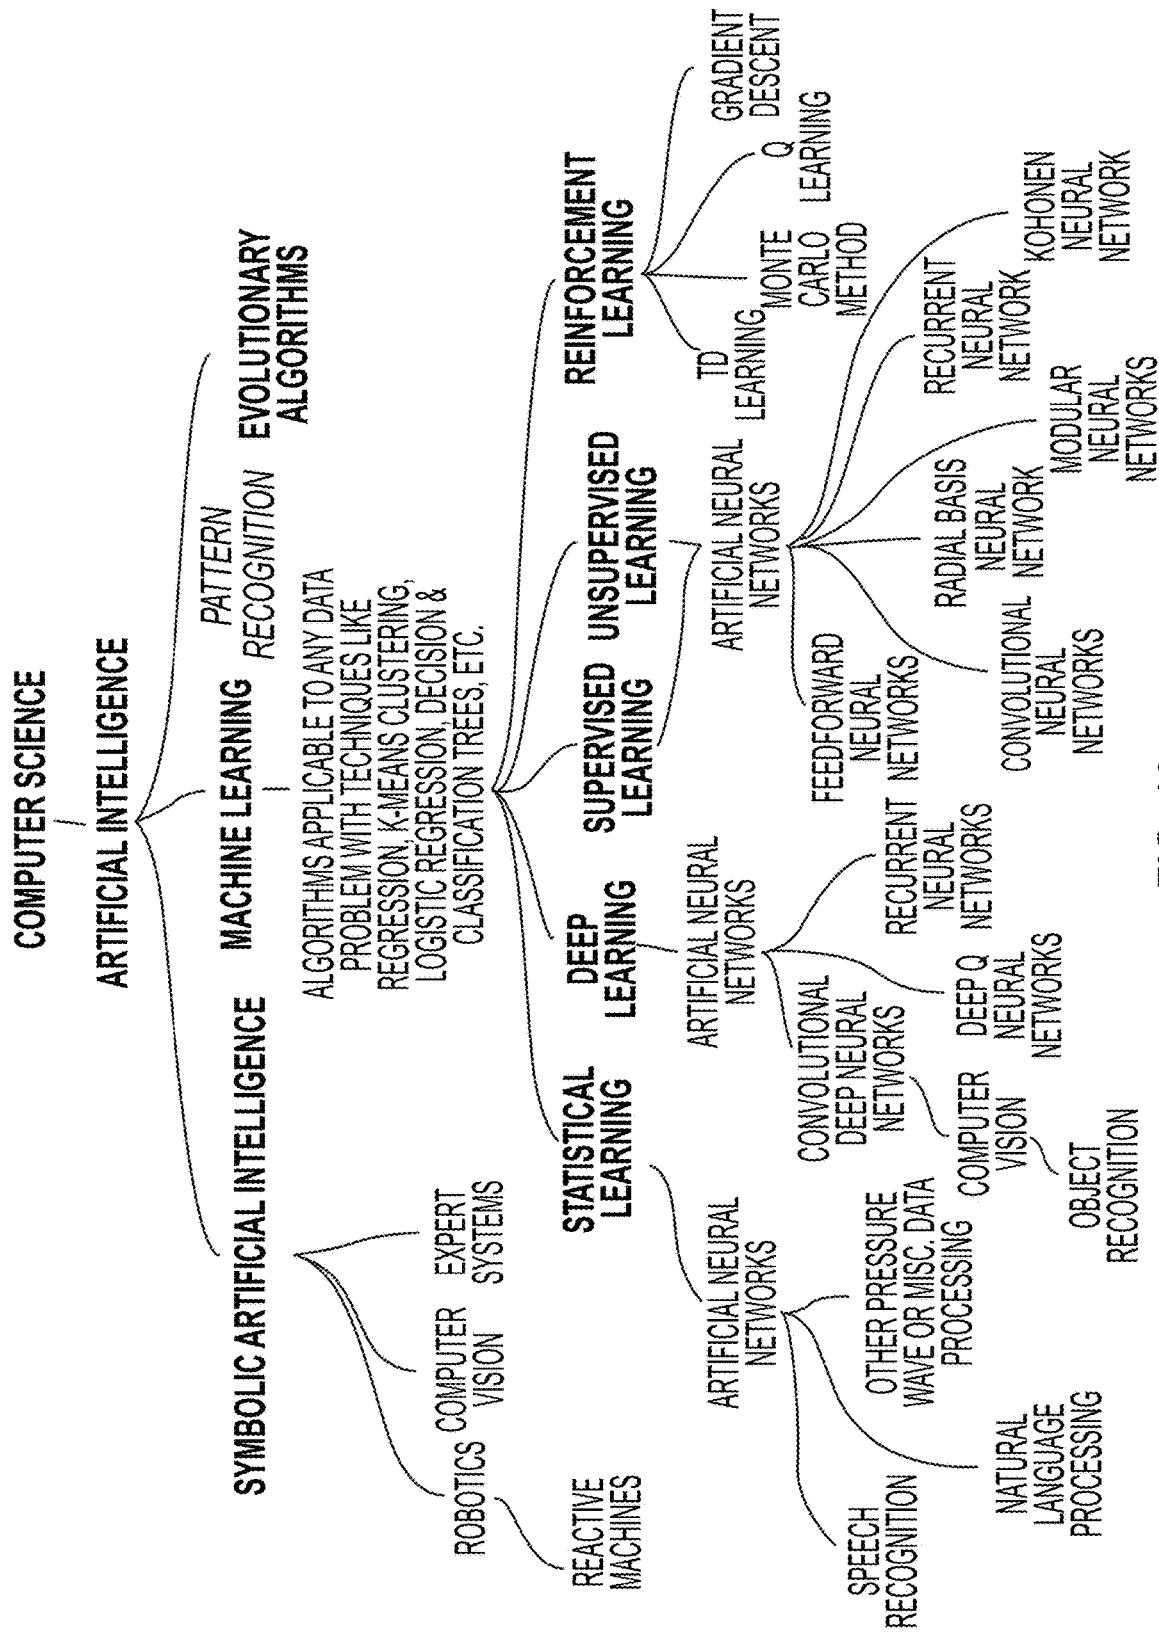 COMPUTER SCIENCE
ARTIFICIAL INTELLIGENCE
SYMBOLIC ARTIFICIAL INTELLIGENCE
MACHINE LEARNING
PATTERN
RECOGNITION
EVOLUTIONARY
ALGORITHMS
ALGORITHMS APPLICABLE TO ANY DATA
PROBLEM WITH TECHNIQUES LIKE
REGRESSION, K-MEANS CLUSTERING,
LOGISTIC REGRESSION, DECISION &
CLASSIFICATION TREES, ETC.
ROBOTICS
COMPUTER
VISION
EXPERT
SYSTEMS
REACTIVE
MACHINES
STATISTICAL
LEARNING
DEEP
LEARNING
SUPERVISED
LEARNING
UNSUPERVISED
LEARNING
REINFORCEMENT
LEARNING
ARTIFICIAL NEURAL
NETWORKS
ARTIFICIAL NEURAL
NETWORKS
ARTIFICIAL NEURAL
NETWORKS
TD
LEARNING
MONTE
CARLO
METHOD
Q
LEARNING
GRADIENT
DESCENT
SPEECH
RECOGNITION
NATURAL
LANGUAGE
PROCESSING
OTHER PRESSURE
WAVE OR MISC. DATA
PROCESSING
CONVOLUTIONAL
DEEP NEURAL
NETWORKS
COMPUTER
VISION
OBJECT
RECOGNITION
DEEP Q
NEURAL
NETWORKS
RECURRENT
NEURAL
NETWORKS
FEEDFORWARD
NEURAL
NETWORKS
CONVOLUTIONAL
NEURAL
NETWORKS
RADIAL BASIS
NEURAL
NETWORK
MODULAR
NEURAL
NETWORKS
RECURRENT
NEURAL
NETWORK
KOHONEN
NEURAL
NETWORK